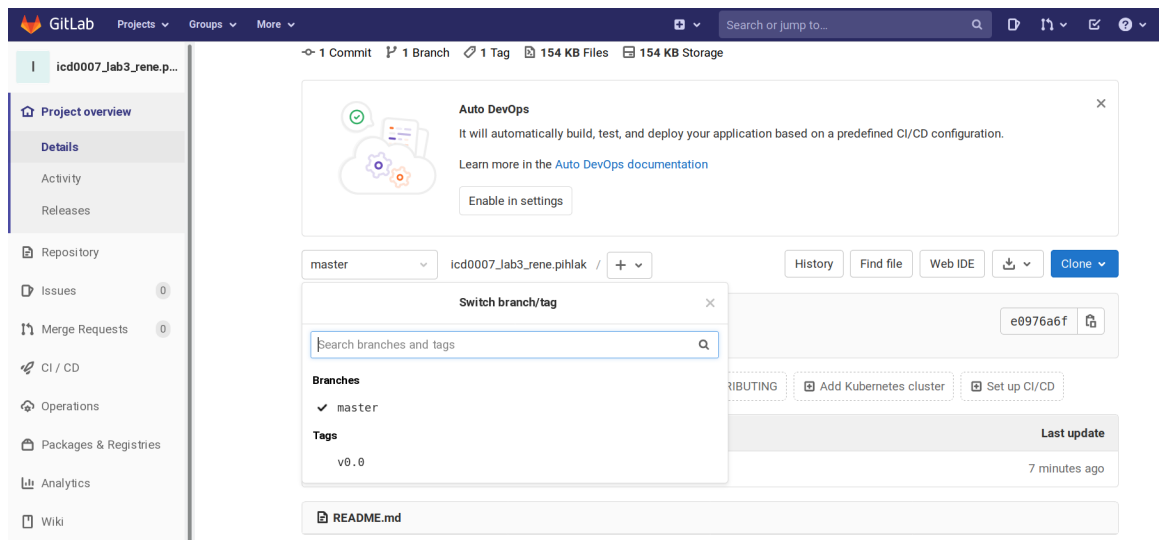 GitLab Projects Groups More Search or jump to...
I icd0007_lab3_rene.p...
Project overview
Details
Activity
Releases
Repository
Issues 0
Merge Requests 0
CI / CD
Operations
Packages & Registries
Analytics
Wiki
1 Commit 1 Branch 1 Tag 154 KB Files 154 KB Storage
Auto DevOps
It will automatically build, test, and deploy your application based on a predefined CI/CD configuration.
Learn more in the Auto DevOps documentation
Enable in settings
master icd0007_lab3_rene.pihlak / History Find file Web IDE Clone
Switch branch/tag
e0976a6f
Search branches and tags
Branches
master
Tags
v0.0
RIBUTING Add Kubernetes cluster Set up CI/CD
Last update
7 minutes ago
README.md